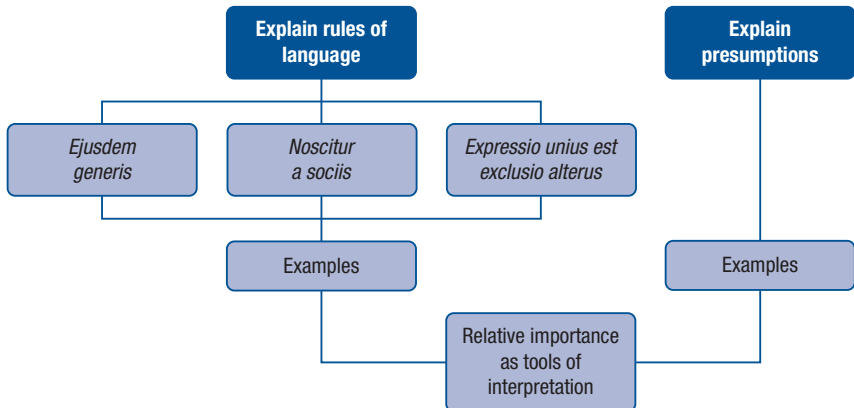 Explain rules of
language
Explain
presumptions
Ejusdem
generis
Noscitur
a sociis
Expressio unius est
exclusio alterus
Examples
Examples
Relative importance
as tools of
interpretation